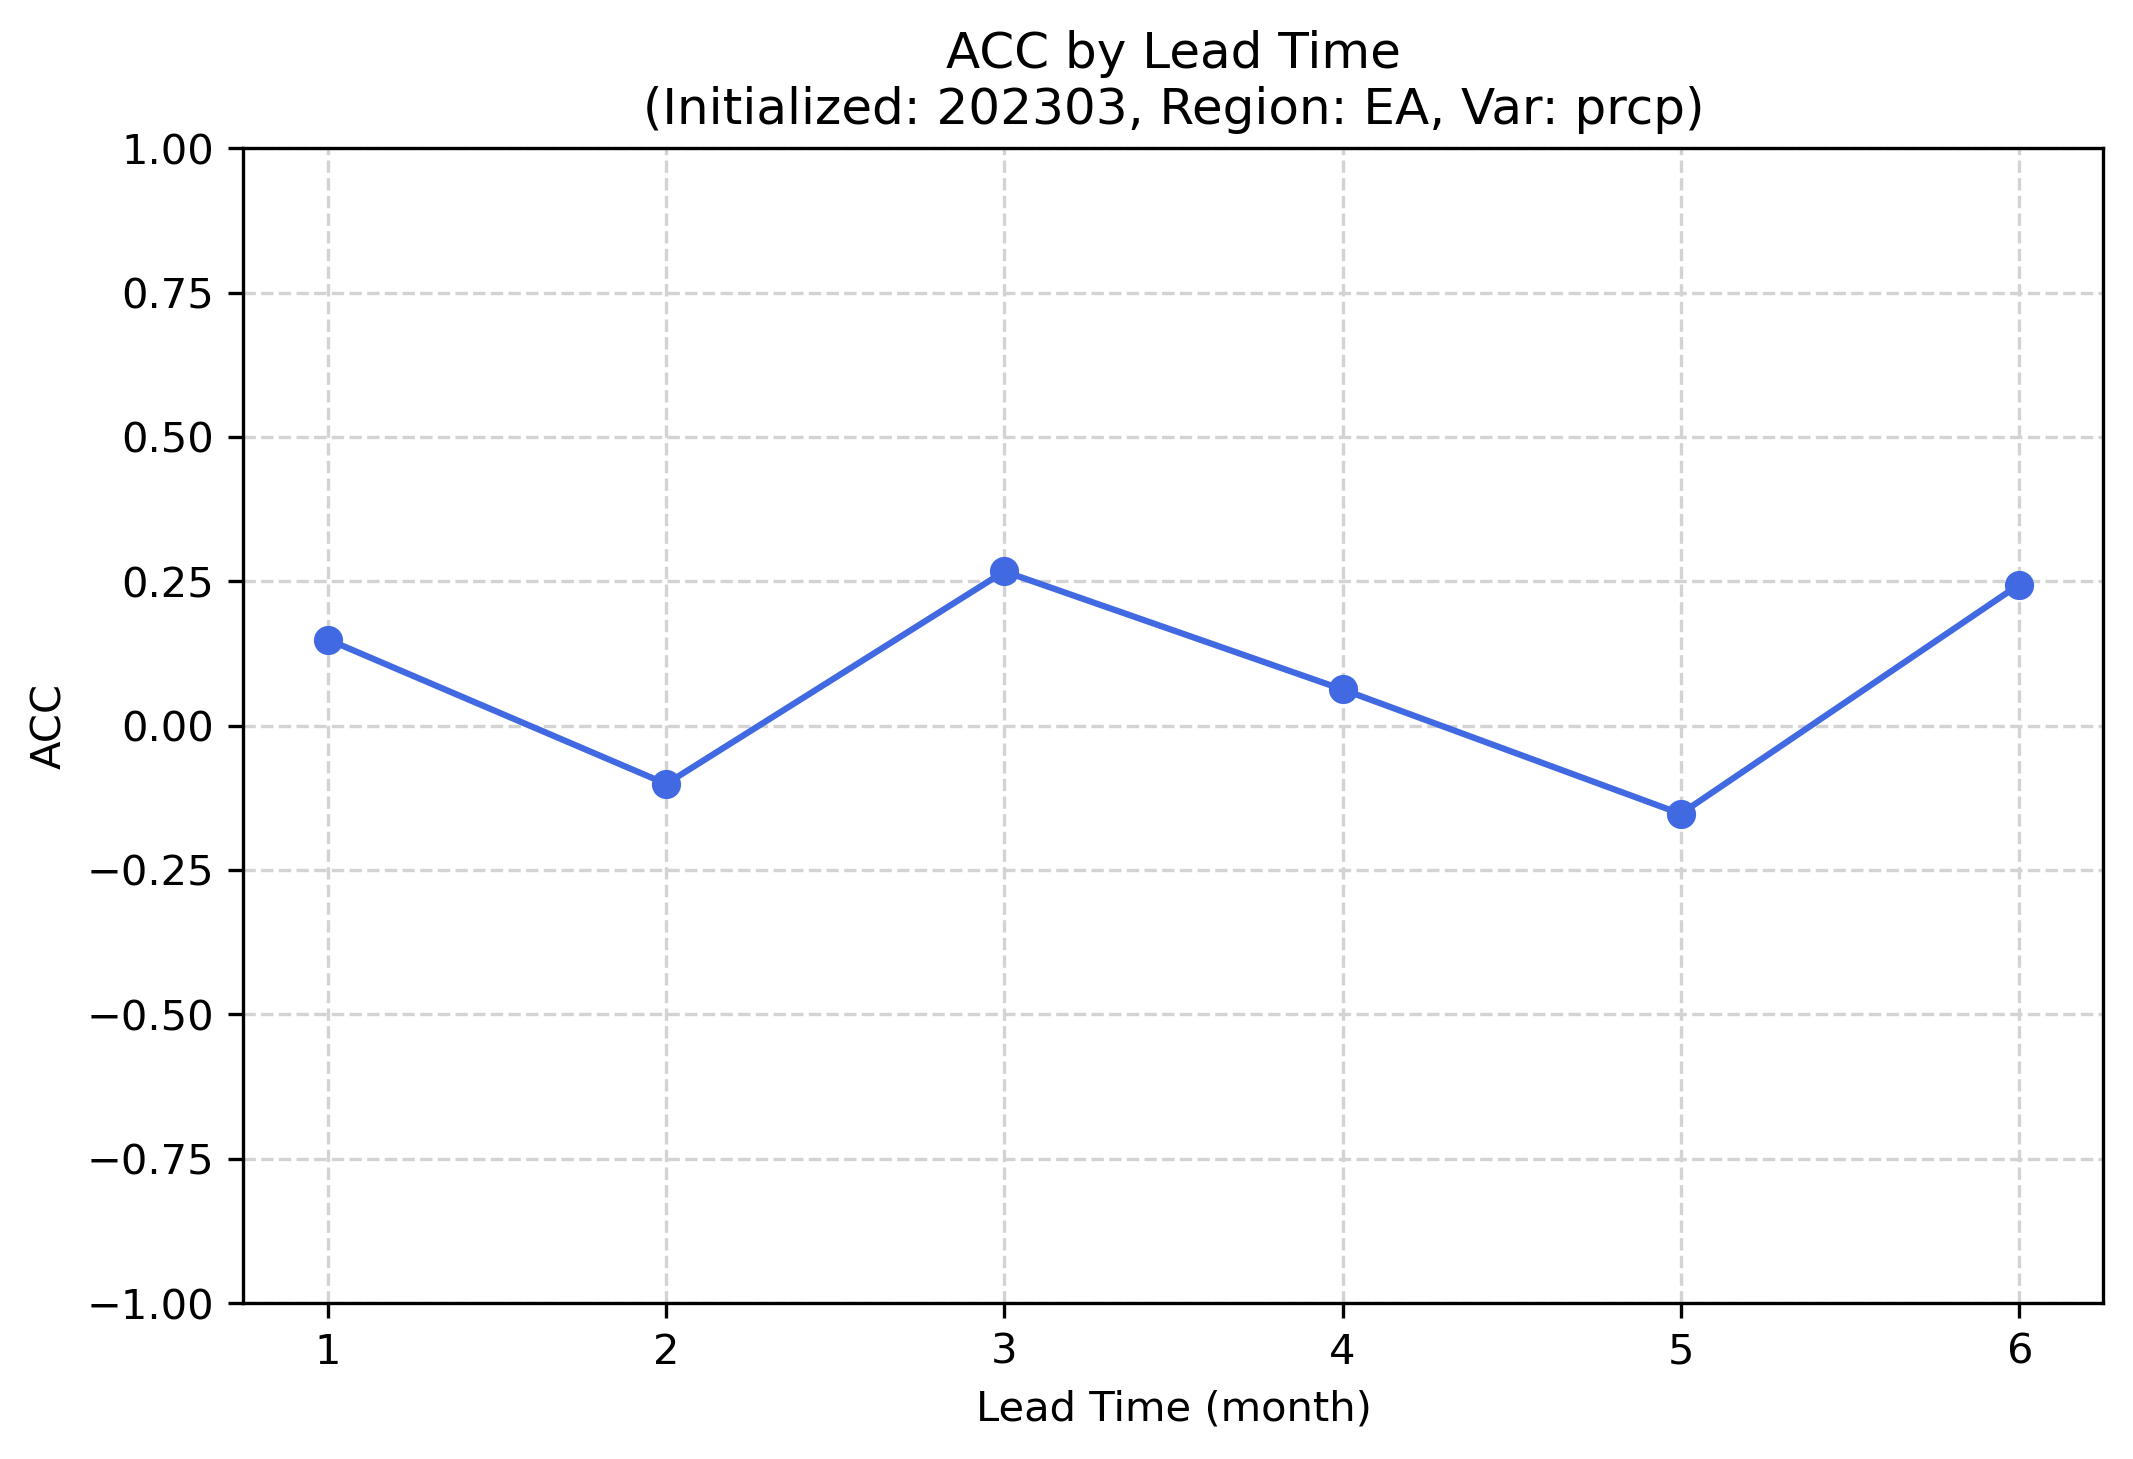 ACC by Lead Time
(Initialized: 202303, Region: EA, Var: prcp)
1.00
0.75
0.50
0.25
0.00
−0.25
−0.50
−0.75
−1.00
ACC
1 2 3 4 5 6
Lead Time (month)